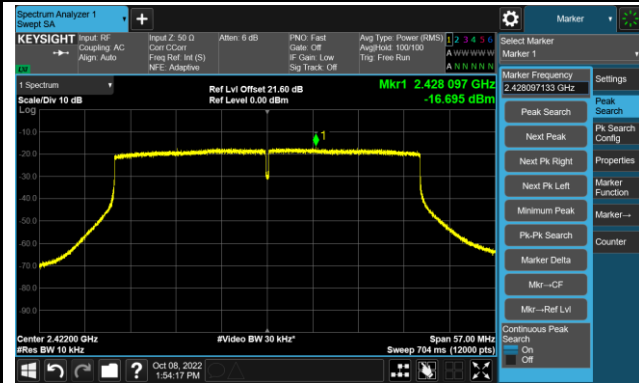 Spectrum Analyzer 1
Swept SA
Marker
KEYSIGHT
Input: RF
Coupling: AC
Align: Auto
Input Z: 50 Ω
Corr CCorr
Freq Ref: Int (S)
NFE: Adaptive
Atten: 6 dB
PNO: Fast
Gate: Off
IF Gain: Low
Sig Track: Off
Avg Type: Power (RMS)
Avg|Hold: 100/100
Trig: Free Run
1 2 3 4 5 6
A W W W W W
A N N N N N
LXI
Select Marker
Marker 1
1 Spectrum
Scale/Div 10 dB
Log
Ref Lvl Offset 21.60 dB
Ref Level 0.00 dBm
Mkr1 2.428 097 GHz
-16.695 dBm
-10.0
-20.0
-30.0
-40.0
-50.0
-60.0
-70.0
-80.0
-90.0
1
Center 2.42200 GHz
#Res BW 10 kHz
#Video BW 30 kHz*
Span 57.00 MHz
Sweep 704 ms (12000 pts)
Marker Frequency
2.428097133 GHz
Peak Search
Next Peak
Next Pk Right
Next Pk Left
Minimum Peak
Pk-Pk Search
Marker Delta
Mkr→CF
Mkr→Ref Lvl
Continuous Peak
Search
On
Off
Settings
Peak
Search
Pk Search
Config
Properties
Marker
Function
Marker→
Counter
Oct 08, 2022
1:54:17 PM